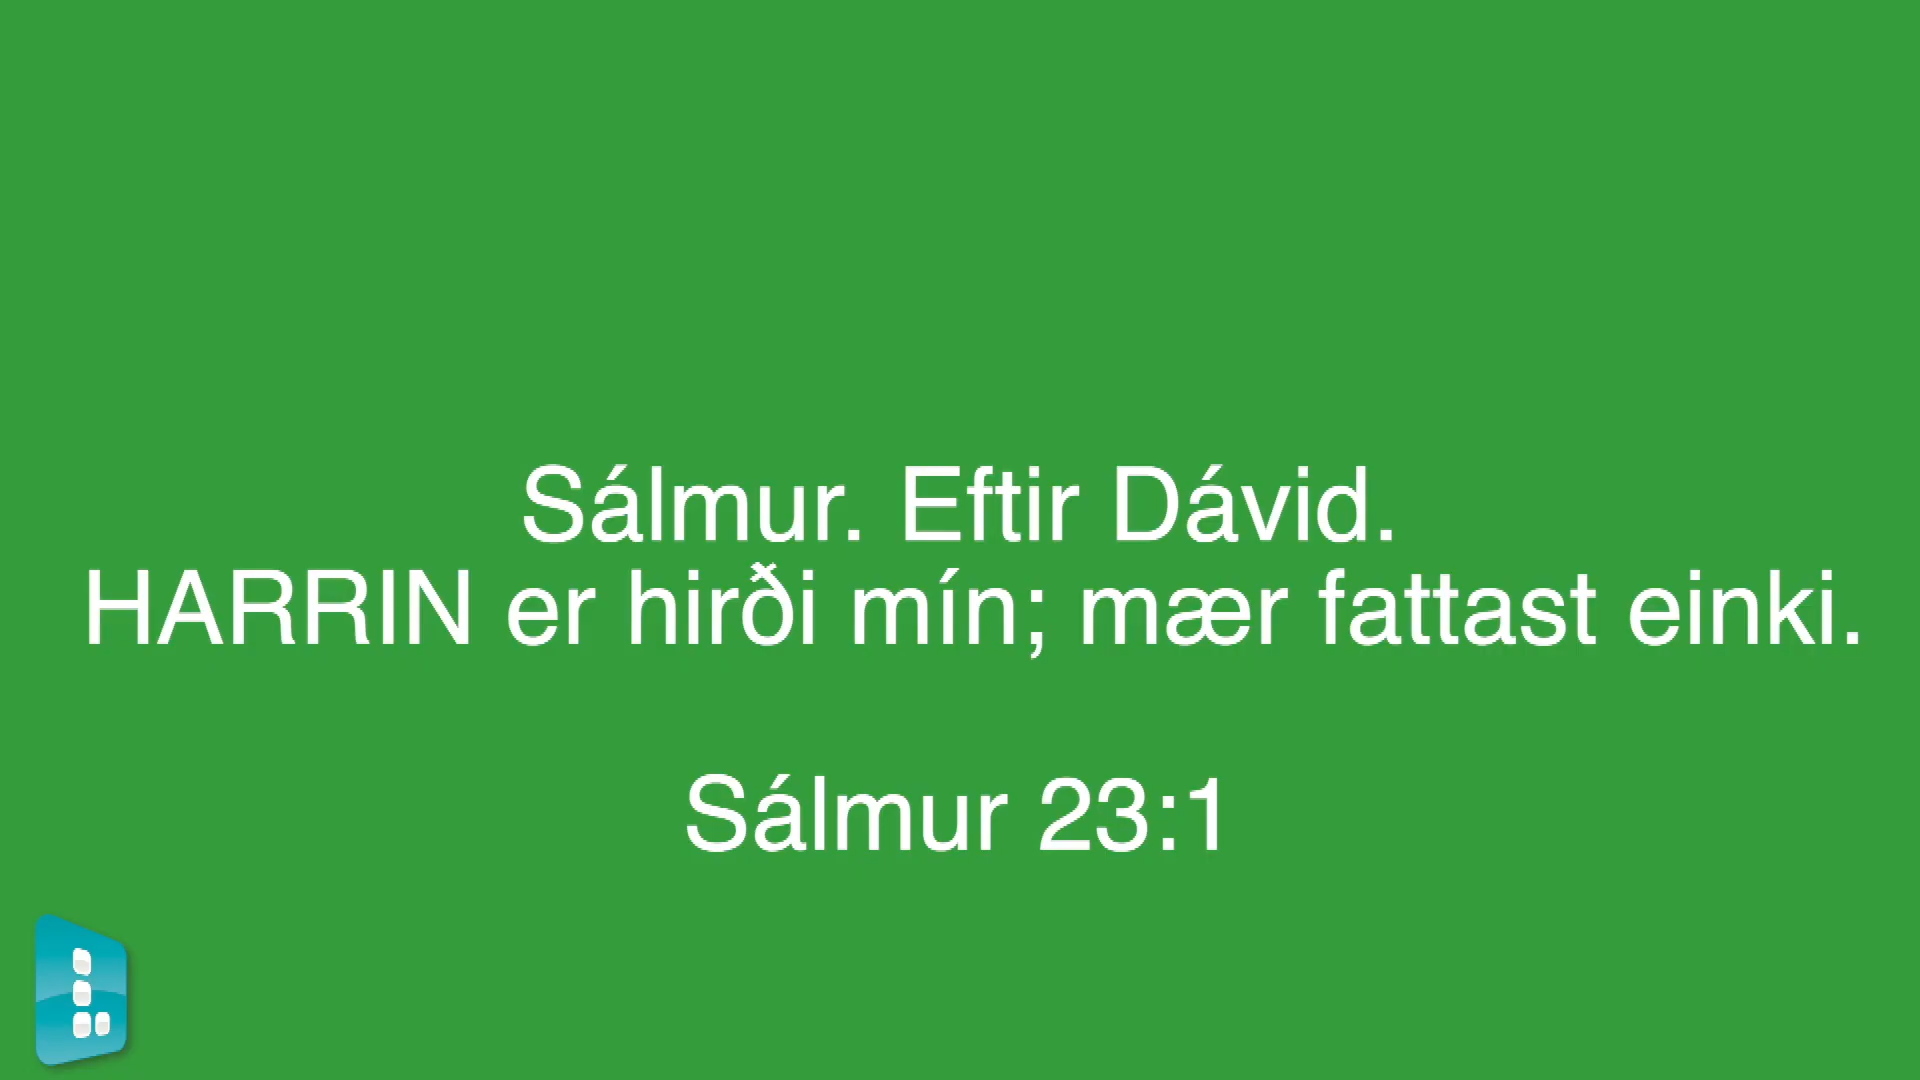 Sálmur. Eftir Dávid.
HARRIN er hirði mín; mær fattast einki.
Sálmur 23:1